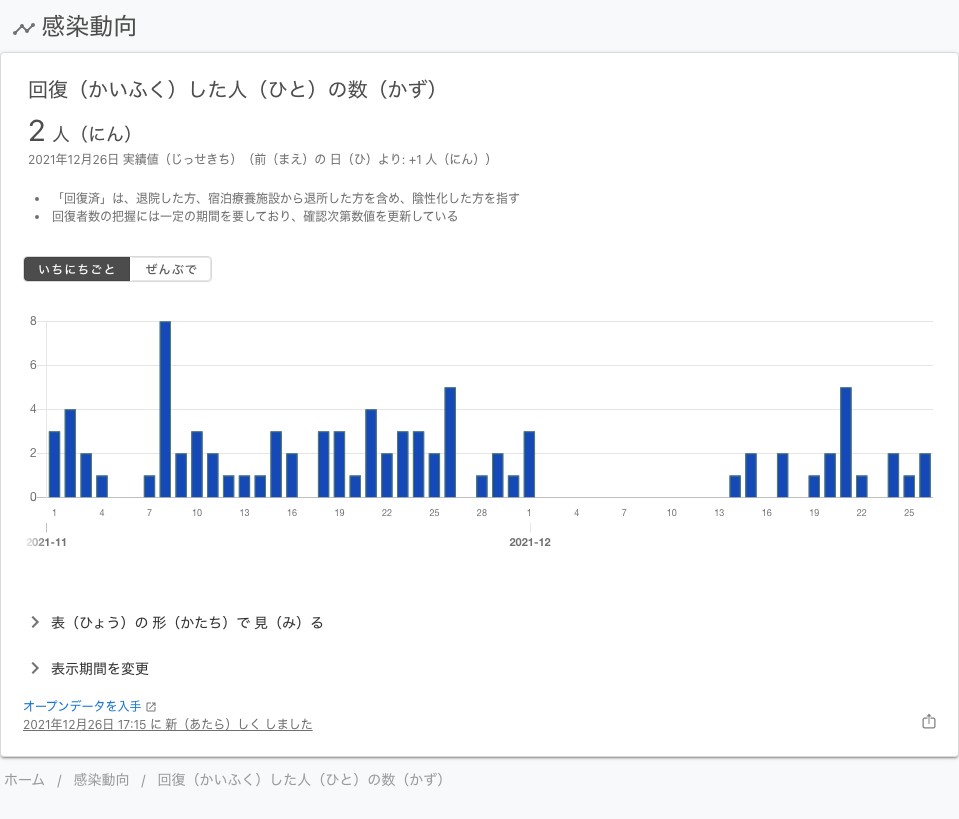 感染動向
回復（かいふく）した人（ひと）の数（かず）
2 人（にん）
2021年12月26日 実績値（じっせきち）（前（まえ）の 日（ひ）より: +1 人（にん））
「回復済」は、退院した方、宿泊療養施設から退所した方を含め、陰性化した方を指す
回復者数の把握には一定の期間を要しており、確認次第数値を更新している
いちにちごと ぜんぶで
8
6
4
2
0
1 4 7 10 13 16 19 22 25 28 1 4 7 10 13 16 19 22 25
2021-11 2021-12
表（ひょう）の 形（かたち）で 見（み）る
表示期間を変更
オープンデータを入手
2021年12月26日 17:15 に 新（あたら）しく しました
ホーム / 感染動向 / 回復（かいふく）した人（ひと）の数（かず）